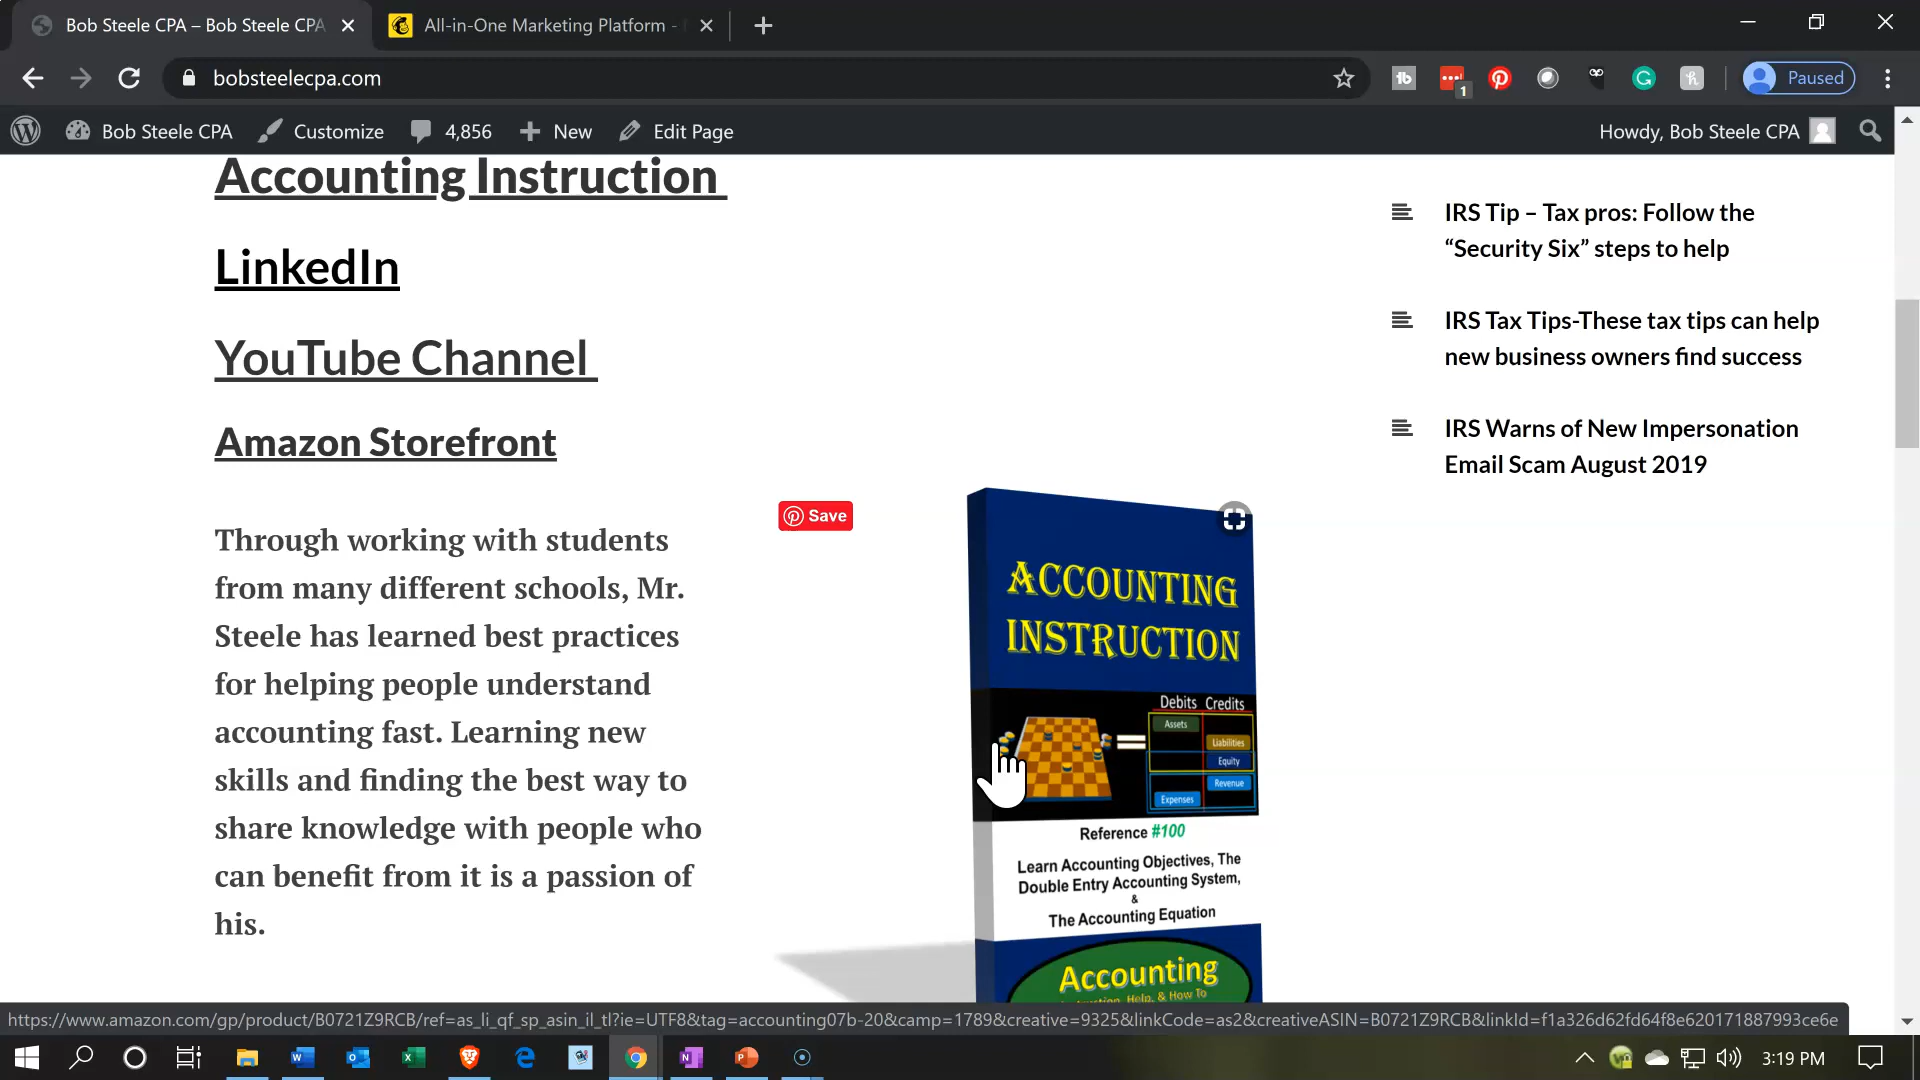 Bob Steele CPA – Bob Steele CPA
All-in-One Marketing Platform -
bobsteelecpa.com
1
Paused
Bob Steele CPA
Customize
4,856
New
Edit Page
Howdy, Bob Steele CPA
Accounting Instruction
LinkedIn
YouTube Channel
Amazon Storefront
Through working with students
from many different schools, Mr.
Steele has learned best practices
for helping people understand
accounting fast. Learning new
skills and finding the best way to
share knowledge with people who
can benefit from it is a passion of
his.
Save
ACCOUNTING
INSTRUCTION
Debits Credits
Assets
Liabilities
Equity
Revenue
Expenses
Reference #100
Learn Accounting Objectives, The
Double Entry Accounting System,
&
The Accounting Equation
Accounting
Help, & How To
IRS Tip – Tax pros: Follow the
“Security Six” steps to help
IRS Tax Tips-These tax tips can help
new business owners find success
IRS Warns of New Impersonation
Email Scam August 2019
https://www.amazon.com/gp/product/B0721Z9RCB/ref=as_li_qf_sp_asin_il_tl?ie=UTF8&tag=accounting07b-20&camp=1789&creative=9325&linkCode=as2&creativeASIN=B0721Z9RCB&linkId=f1a326d62fd64f8e620171887993ce6e
3:19 PM